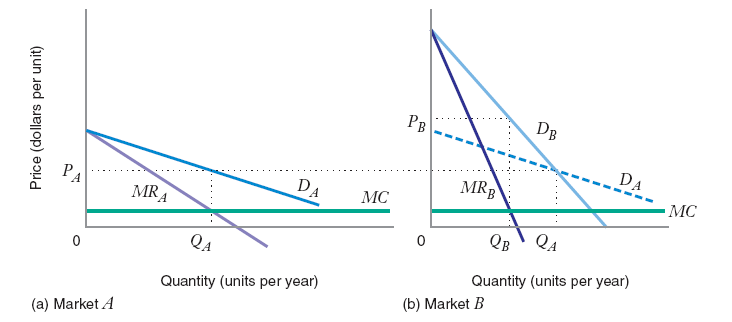 Price (dollars per unit)
P_A
MR_A
D_A
MC
0
Q_A
Quantity (units per year)
(a) Market A
P_B
D_B
D_A
MR_B
MC
0
Q_B Q_A
Quantity (units per year)
(b) Market B